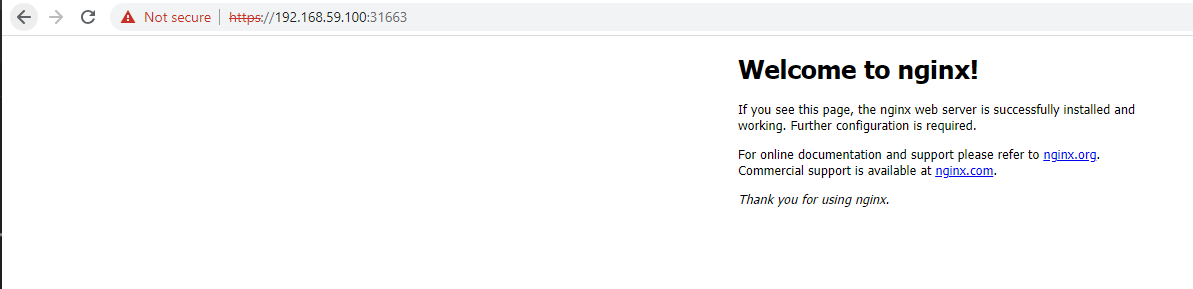 Not secure | https://192.168.59.100:31663
Welcome to nginx!
If you see this page, the nginx web server is successfully installed and
working. Further configuration is required.
For online documentation and support please refer to nginx.org.
Commercial support is available at nginx.com.
Thank you for using nginx.